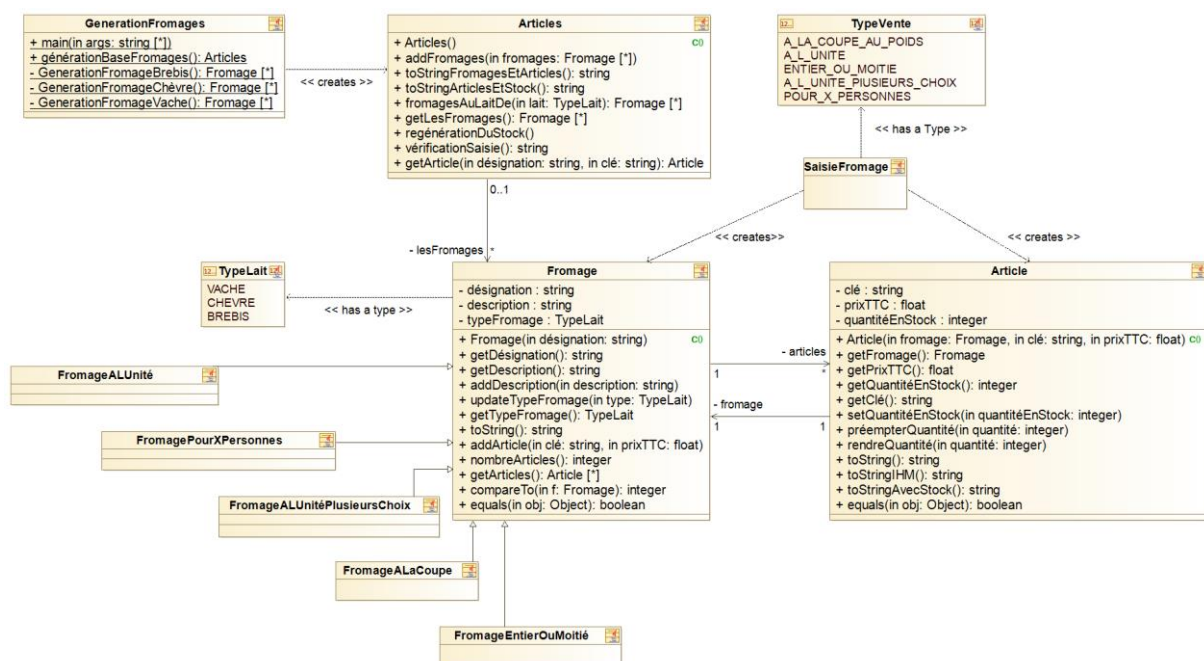 GenerationFromages
+ main(in args: string [*])
+ générationBaseFromages(): Articles
- GenerationFromageBrebis(): Fromage [*]
- GenerationFromageChèvre(): Fromage [*]
- GenerationFromageVache(): Fromage [*]
<< creates >>
Articles
+ Articles()
+ addFromages(in fromages: Fromage [*])
+ toStringFromagesEtArticles(): string
+ toStringArticlesEtStock(): string
+ fromagesAuLaitDe(in lait: TypeLait): Fromage [*]
+ getLesFromages(): Fromage [*]
+ regénérationDuStock()
+ vérificationSaisie(): string
+ getArticle(in désignation: string, in clé: string): Article
TypeVente
A_LA_COUPE_AU_POIDS
A_L_UNITE
ENTIER_OU_MOITIE
A_L_UNITE_PlUSIEURS_CHOIX
POUR_X_PERSONNES
<< has a Type >>
SaisieFromage
0..1
<< creates>>
<< creates >>
- lesFromages
*
TypeLait
VACHE
CHEVRE
BREBIS
<< has a type >>
Fromage
- désignation : string
- description : string
- typeFromage : TypeLait
+ Fromage(in désignation: string)
+ getDésignation(): string
+ getDescription(): string
+ addDescription(in description: string)
+ updateTypeFromage(in type: TypeLait)
+ getTypeFromage(): TypeLait
+ toString(): string
+ addArticle(in clé: string, in prixTTC: float)
+ nombreArticles(): integer
+ getArticles(): Article [*]
+ compareTo(in f: Fromage): integer
+ equals(in obj: Object): boolean
- articles
1
*
- fromage
1
1
Article
- clé : string
- prixTTC : float
- quantitéEnStock : integer
+ Article(in fromage: Fromage, in clé: string, in prixTTC: float)
+ getFromage(): Fromage
+ getPrixTTC(): float
+ getQuantitéEnStock(): integer
+ getClé(): string
+ setQuantitéEnStock(in quantitéEnStock: integer)
+ préempterQuantité(in quantité: integer)
+ rendreQuantité(in quantité: integer)
+ toString(): string
+ toStringIHM(): string
+ toStringAvecStock(): string
+ equals(in obj: Object): boolean
FromageALUnité
FromagePourXPersonnes
FromageALUnitéPlusieursChoix
FromageALaCoupe
FromageEntierOuMoitié